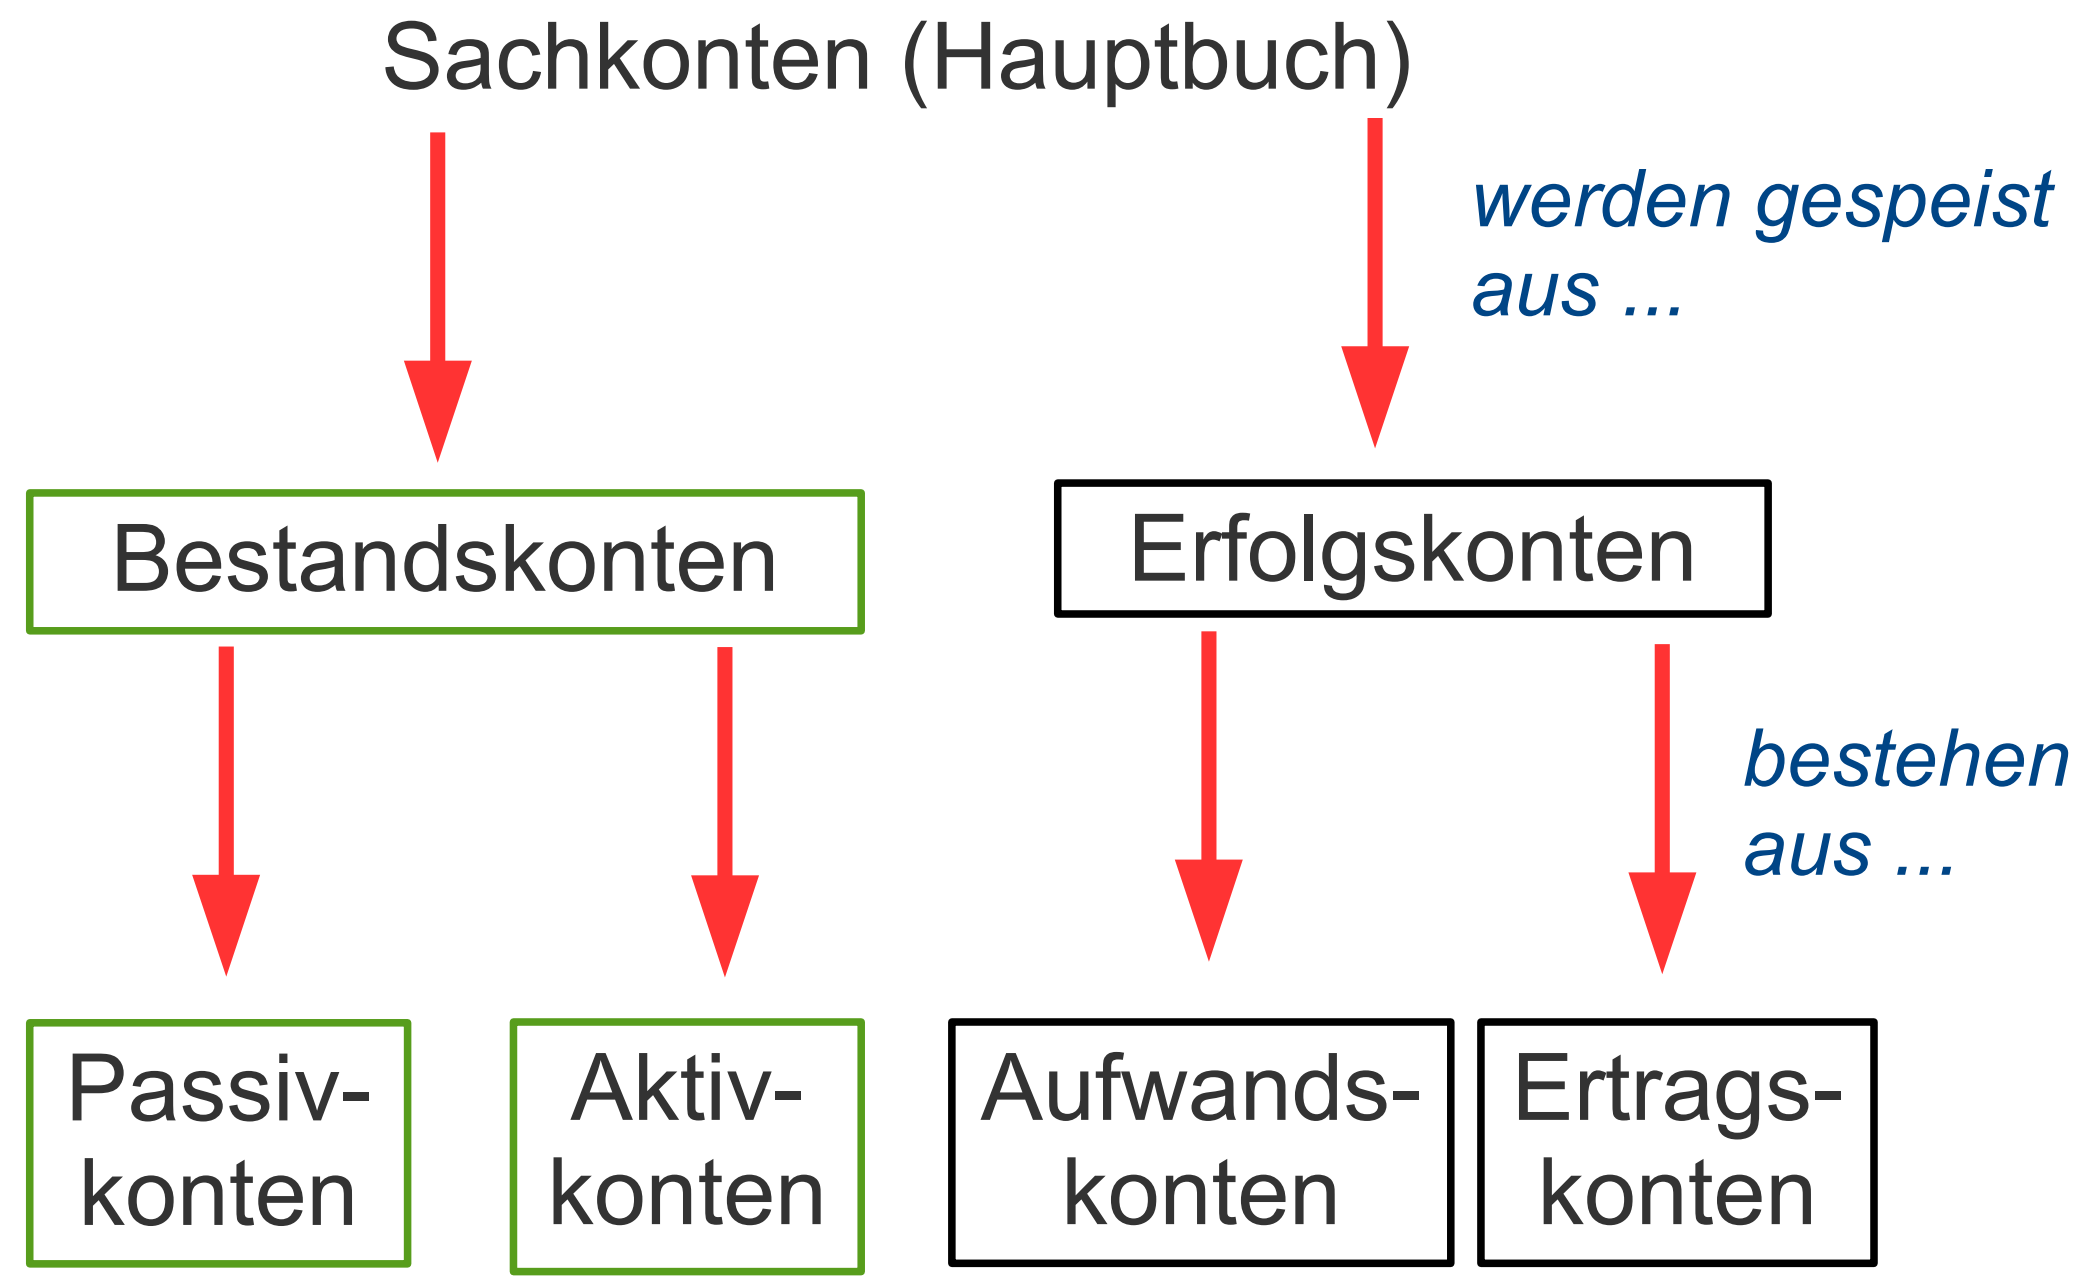 Sachkonten (Hauptbuch)
werden gespeist
aus ...
Bestandskonten
Erfolgskonten
bestehen
aus ...
Passiv-
konten
Aktiv-
konten
Aufwands-
konten
Ertrags-
konten